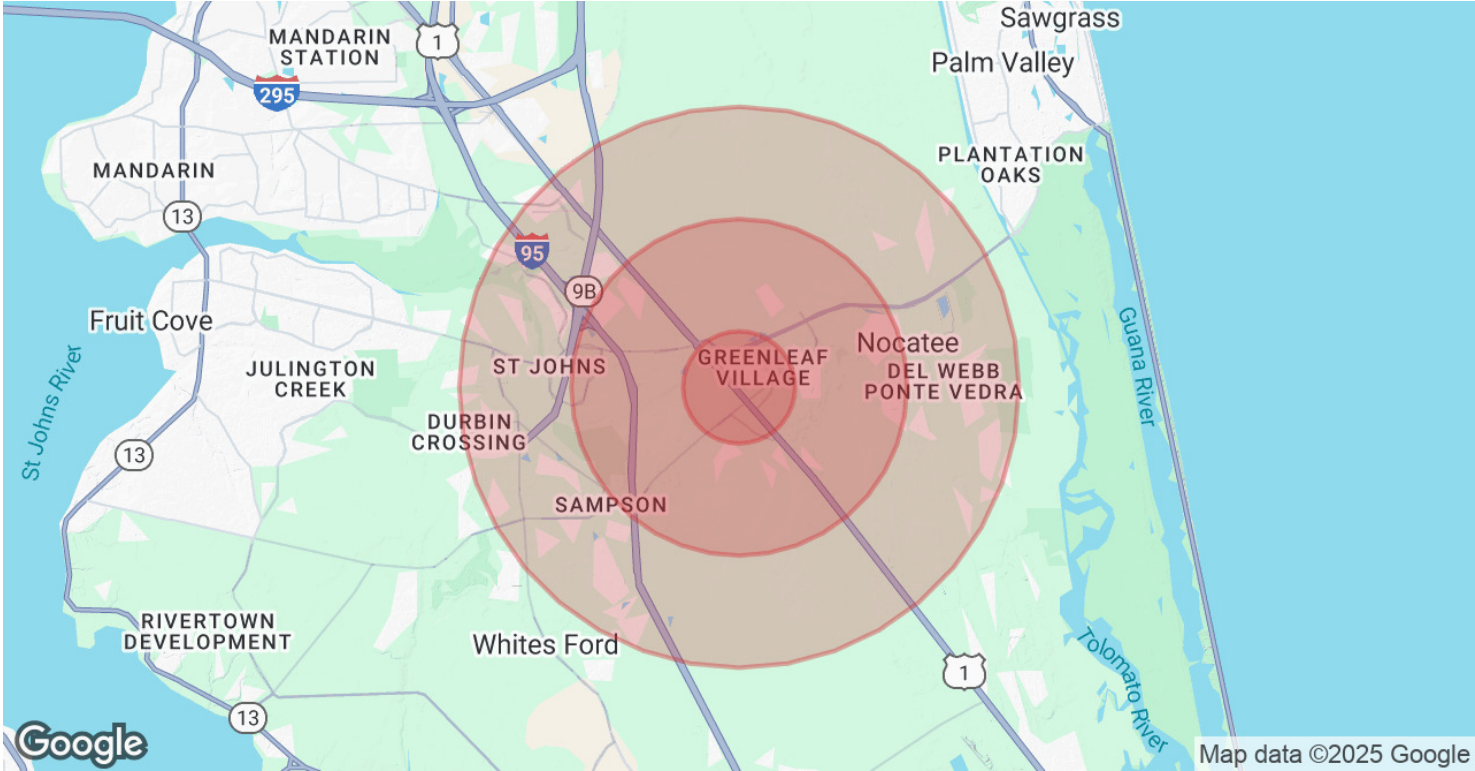 Sawgrass
MANDARIN
STATION
1
Palm Valley
295
PLANTATION
OAKS
MANDARIN
13
95
9B
Fruit Cove
Guana River
Nocatee
GREENLEAF
VILLAGE
ST JOHNS
JULINGTON
CREEK
DEL WEBB
PONTE VEDRA
St Johns River
DURBIN
CROSSING
13
SAMPSON
RIVERTOWN
DEVELOPMENT
Whites Ford
1
Tolomato River
13
Google
Map data ©2025 Google